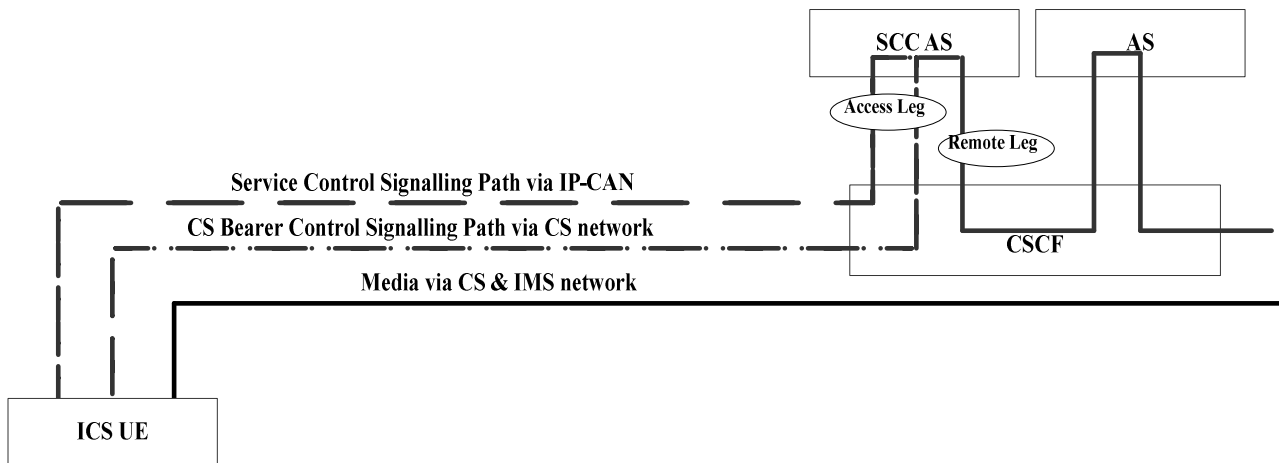 SCC AS
AS
Access Leg
Remote Leg
Service Control Signalling Path via IP-CAN
CS Bearer Control Signalling Path via CS network
CSCF
Media via CS & IMS network
ICS UE